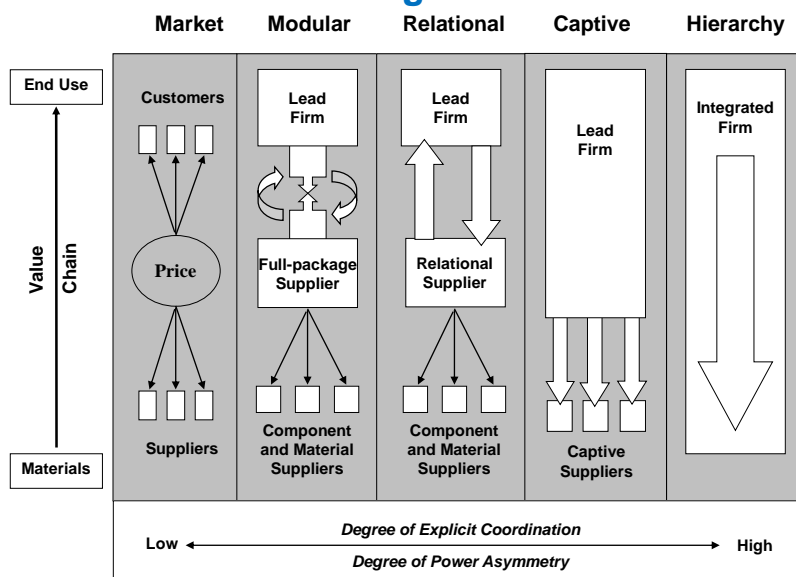 Market Modular Relational Captive Hierarchy
End Use
Value
Chain
Materials
Customers
Price
Suppliers
Lead
Firm
Full-package
Supplier
Component
and Material
Suppliers
Lead
Firm
Relational
Supplier
Component
and Material
Suppliers
Lead
Firm
Captive
Suppliers
Integrated
Firm
Degree of Explicit Coordination
Low High
Degree of Power Asymmetry